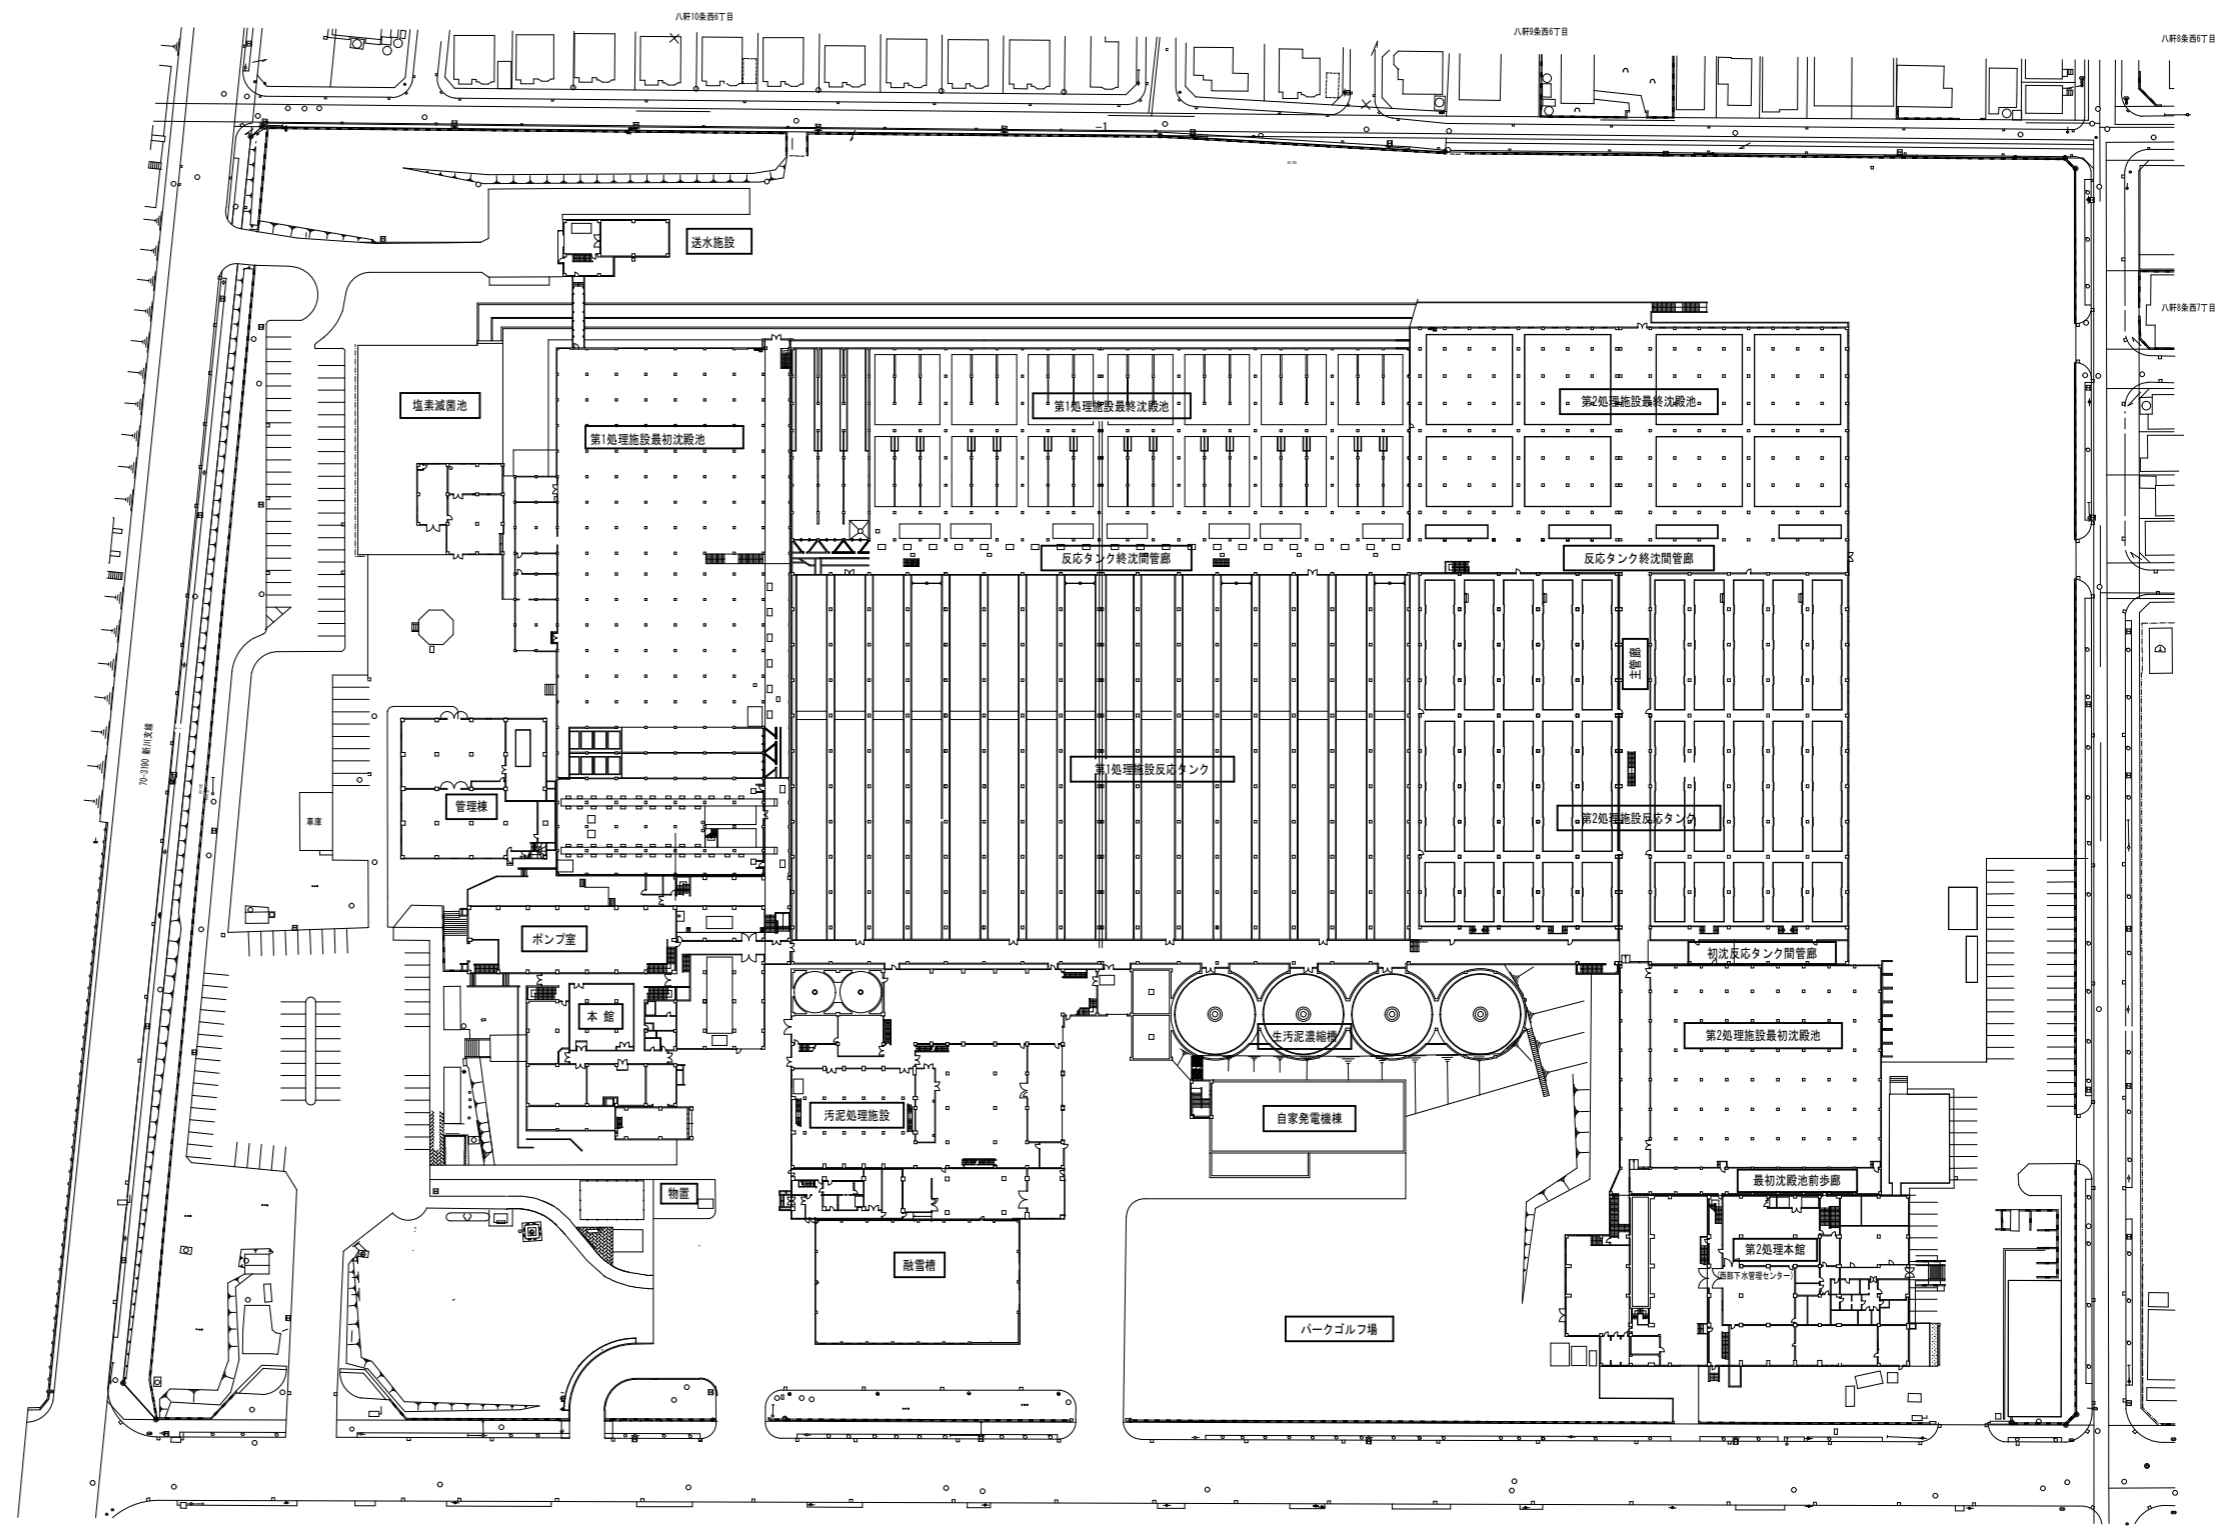 八軒10条西6丁目
八軒9条西6丁目
八軒8条西6丁目
送水施設
八軒8条西7丁目
塩素滅菌池
第1処理施設最終沈殿池
第2処理施設最終沈殿池
第1処理施設最初沈殿池
反応タンク終沈間管廊
反応タンク終沈間管廊
主管廊
70-3190 新川支線
第1処理施設反応タンク
管理棟
車庫
第2処理施設反応タンク
ポンプ室
初沈反応タンク間管廊
本 館
生汚泥濃縮槽
第2処理施設最初沈殿池
汚泥処理施設
自家発電機棟
最初沈殿池前歩廊
物置
第2処理本館
(西部下水管理センター)
融雪槽
パークゴルフ場